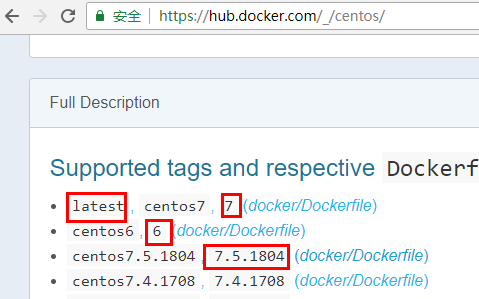 安全 https://hub.docker.com/_/centos/
Full Description
Supported tags and respective Dockerf
• latest, centos7, 7 (docker/Dockerfile)
• centos6, 6 (docker/Dockerfile)
• centos7.5.1804, 7.5.1804 (docker/Dockerfile)
• centos7.4.1708, 7.4.1708 (docker/Dockerfile)